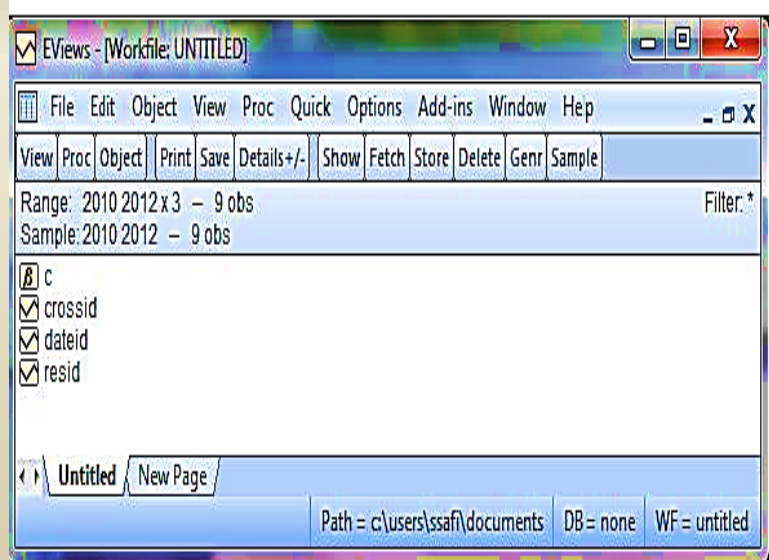 EViews - [Workfile: UNTITLED]
File Edit Object View Proc Quick Options Add-ins Window Help
View Proc Object Print Save Details+/- Show Fetch Store Delete Genr Sample
Range: 2010 2012 x 3 – 9 obs Filter: *
Sample: 2010 2012 – 9 obs
β c
crossid
dateid
resid
Untitled New Page
Path = c:\users\ssafi\documents DB = none WF = untitled